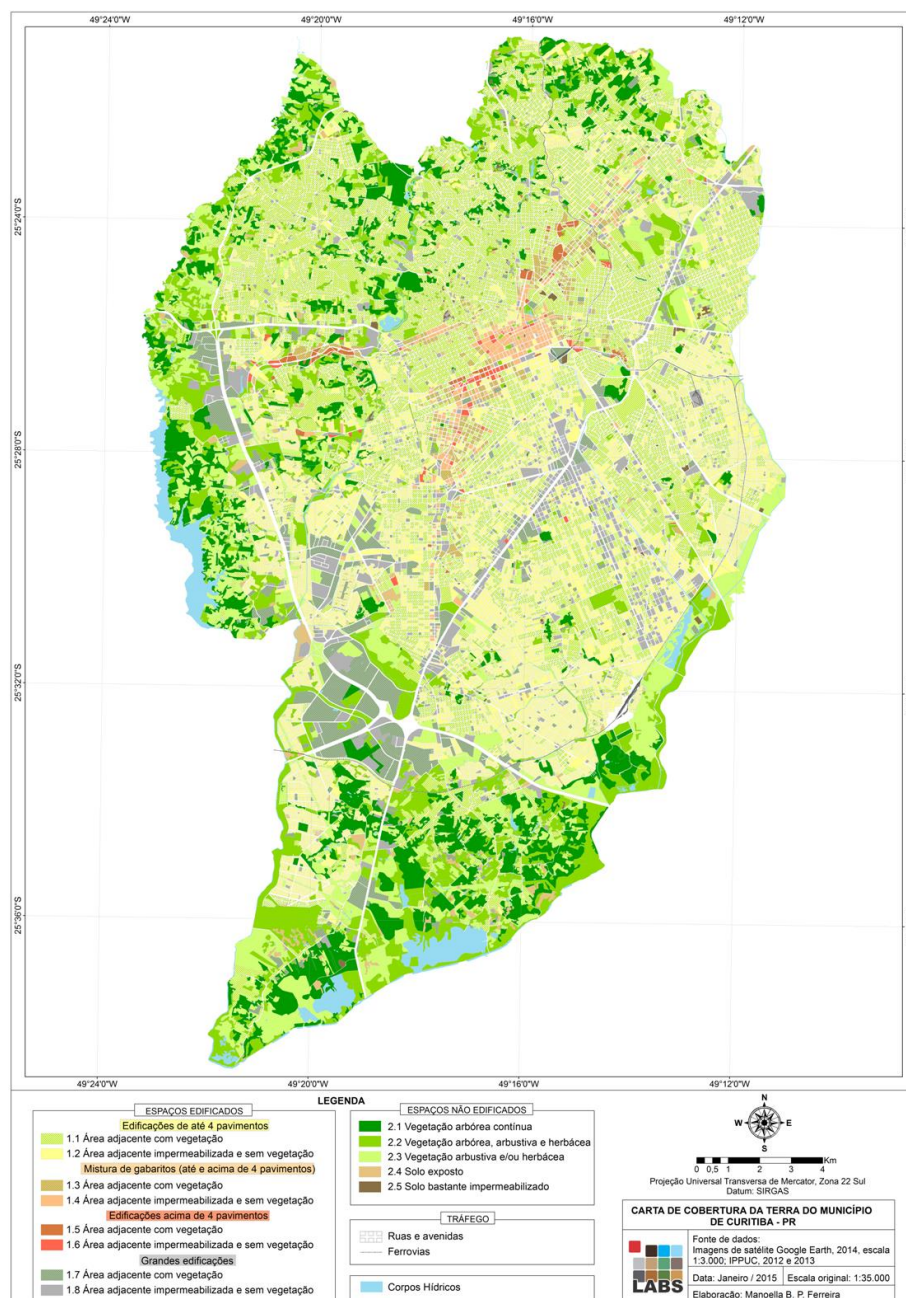 49°24'0"W 49°20'0"W 49°16'0"W 49°12'0"W
25°24'0"S
25°28'0"S
25°32'0"S
25°36'0"S
49°24'0"W 49°20'0"W 49°16'0"W 49°12'0"W
LEGENDA
ESPAÇOS EDIFICADOS
Edificações de até 4 pavimentos
1.1 Área adjacente com vegetação
1.2 Área adjacente impermeabilizada e sem vegetação
Mistura de gabaritos (até e acima de 4 pavimentos)
1.3 Área adjacente com vegetação
1.4 Área adjacente impermeabilizada e sem vegetação
Edificações acima de 4 pavimentos
1.5 Área adjacente com vegetação
1.6 Área adjacente impermeabilizada e sem vegetação
Grandes edificações
1.7 Área adjacente com vegetação
1.8 Área adjacente impermeabilizada e sem vegetação
ESPAÇOS NÃO EDIFICADOS
2.1 Vegetação arbórea contínua
2.2 Vegetação arbórea, arbustiva e herbácea
2.3 Vegetação arbustiva e/ou herbácea
2.4 Solo exposto
2.5 Solo bastante impermeabilizado
TRÁFEGO
Ruas e avenidas
Ferrovias
Corpos Hídricos
N
W E
S
0 0,5 1 2 3 4 Km
Projeção Universal Transversa de Mercator, Zona 22 Sul
Datum: SIRGAS
CARTA DE COBERTURA DA TERRA DO MUNICÍPIO
DE CURITIBA - PR
LABS
Fonte de dados:
Imagens de satélite Google Earth, 2014, escala
1:3.000; IPPUC, 2012 e 2013
Data: Janeiro / 2015 Escala original: 1:35.000
Elaboração: Manoella B. P. Ferreira